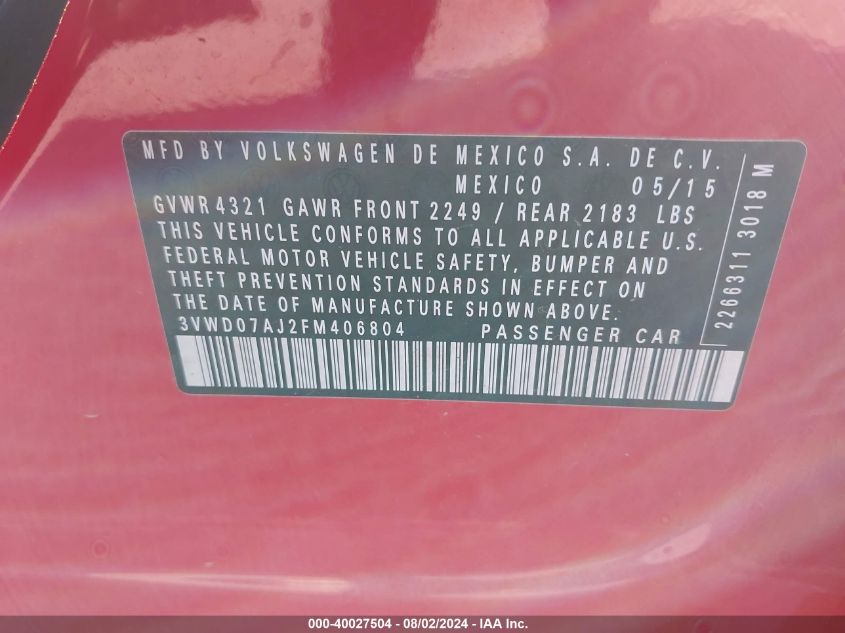 MFD BY VOLKSWAGEN DE MEXICO S.A. DE C.V.
MEXICO 05/15
GVWR 4321 GAWR FRONT 2249 / REAR 2183 LBS
THIS VEHICLE CONFORMS TO ALL APPLICABLE U.S.
FEDERAL MOTOR VEHICLE SAFETY, BUMPER AND
THEFT PREVENTION STANDARDS IN EFFECT ON
THE DATE OF MANUFACTURE SHOWN ABOVE.
3VWD07AJ2FM406804 PASSENGER CAR
2266311 3018 M
000-40027504 - 08/02/2024 - IAA Inc.